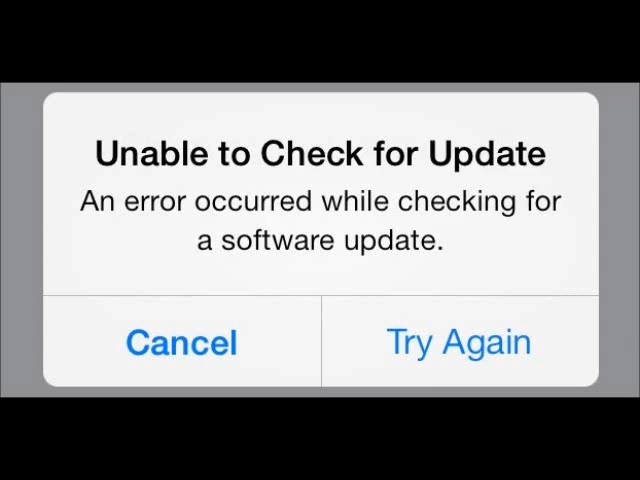 Unable to Check for Update
An error occurred while checking for
a software update.
Cancel
Try Again